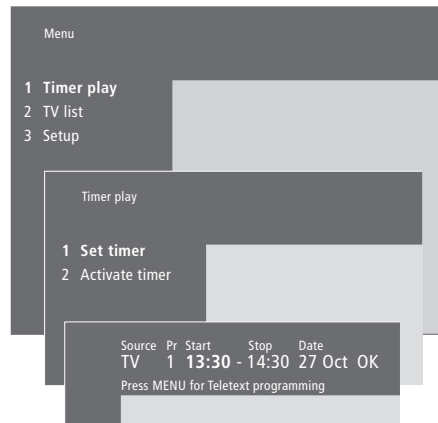 Menu
1 Timer play
2 TV list
3 Setup
Timer play
1 Set timer
2 Activate timer
Source Pr Start Stop Date
TV 1 13:30 - 14:30 27 Oct OK
Press MENU for Teletext programming